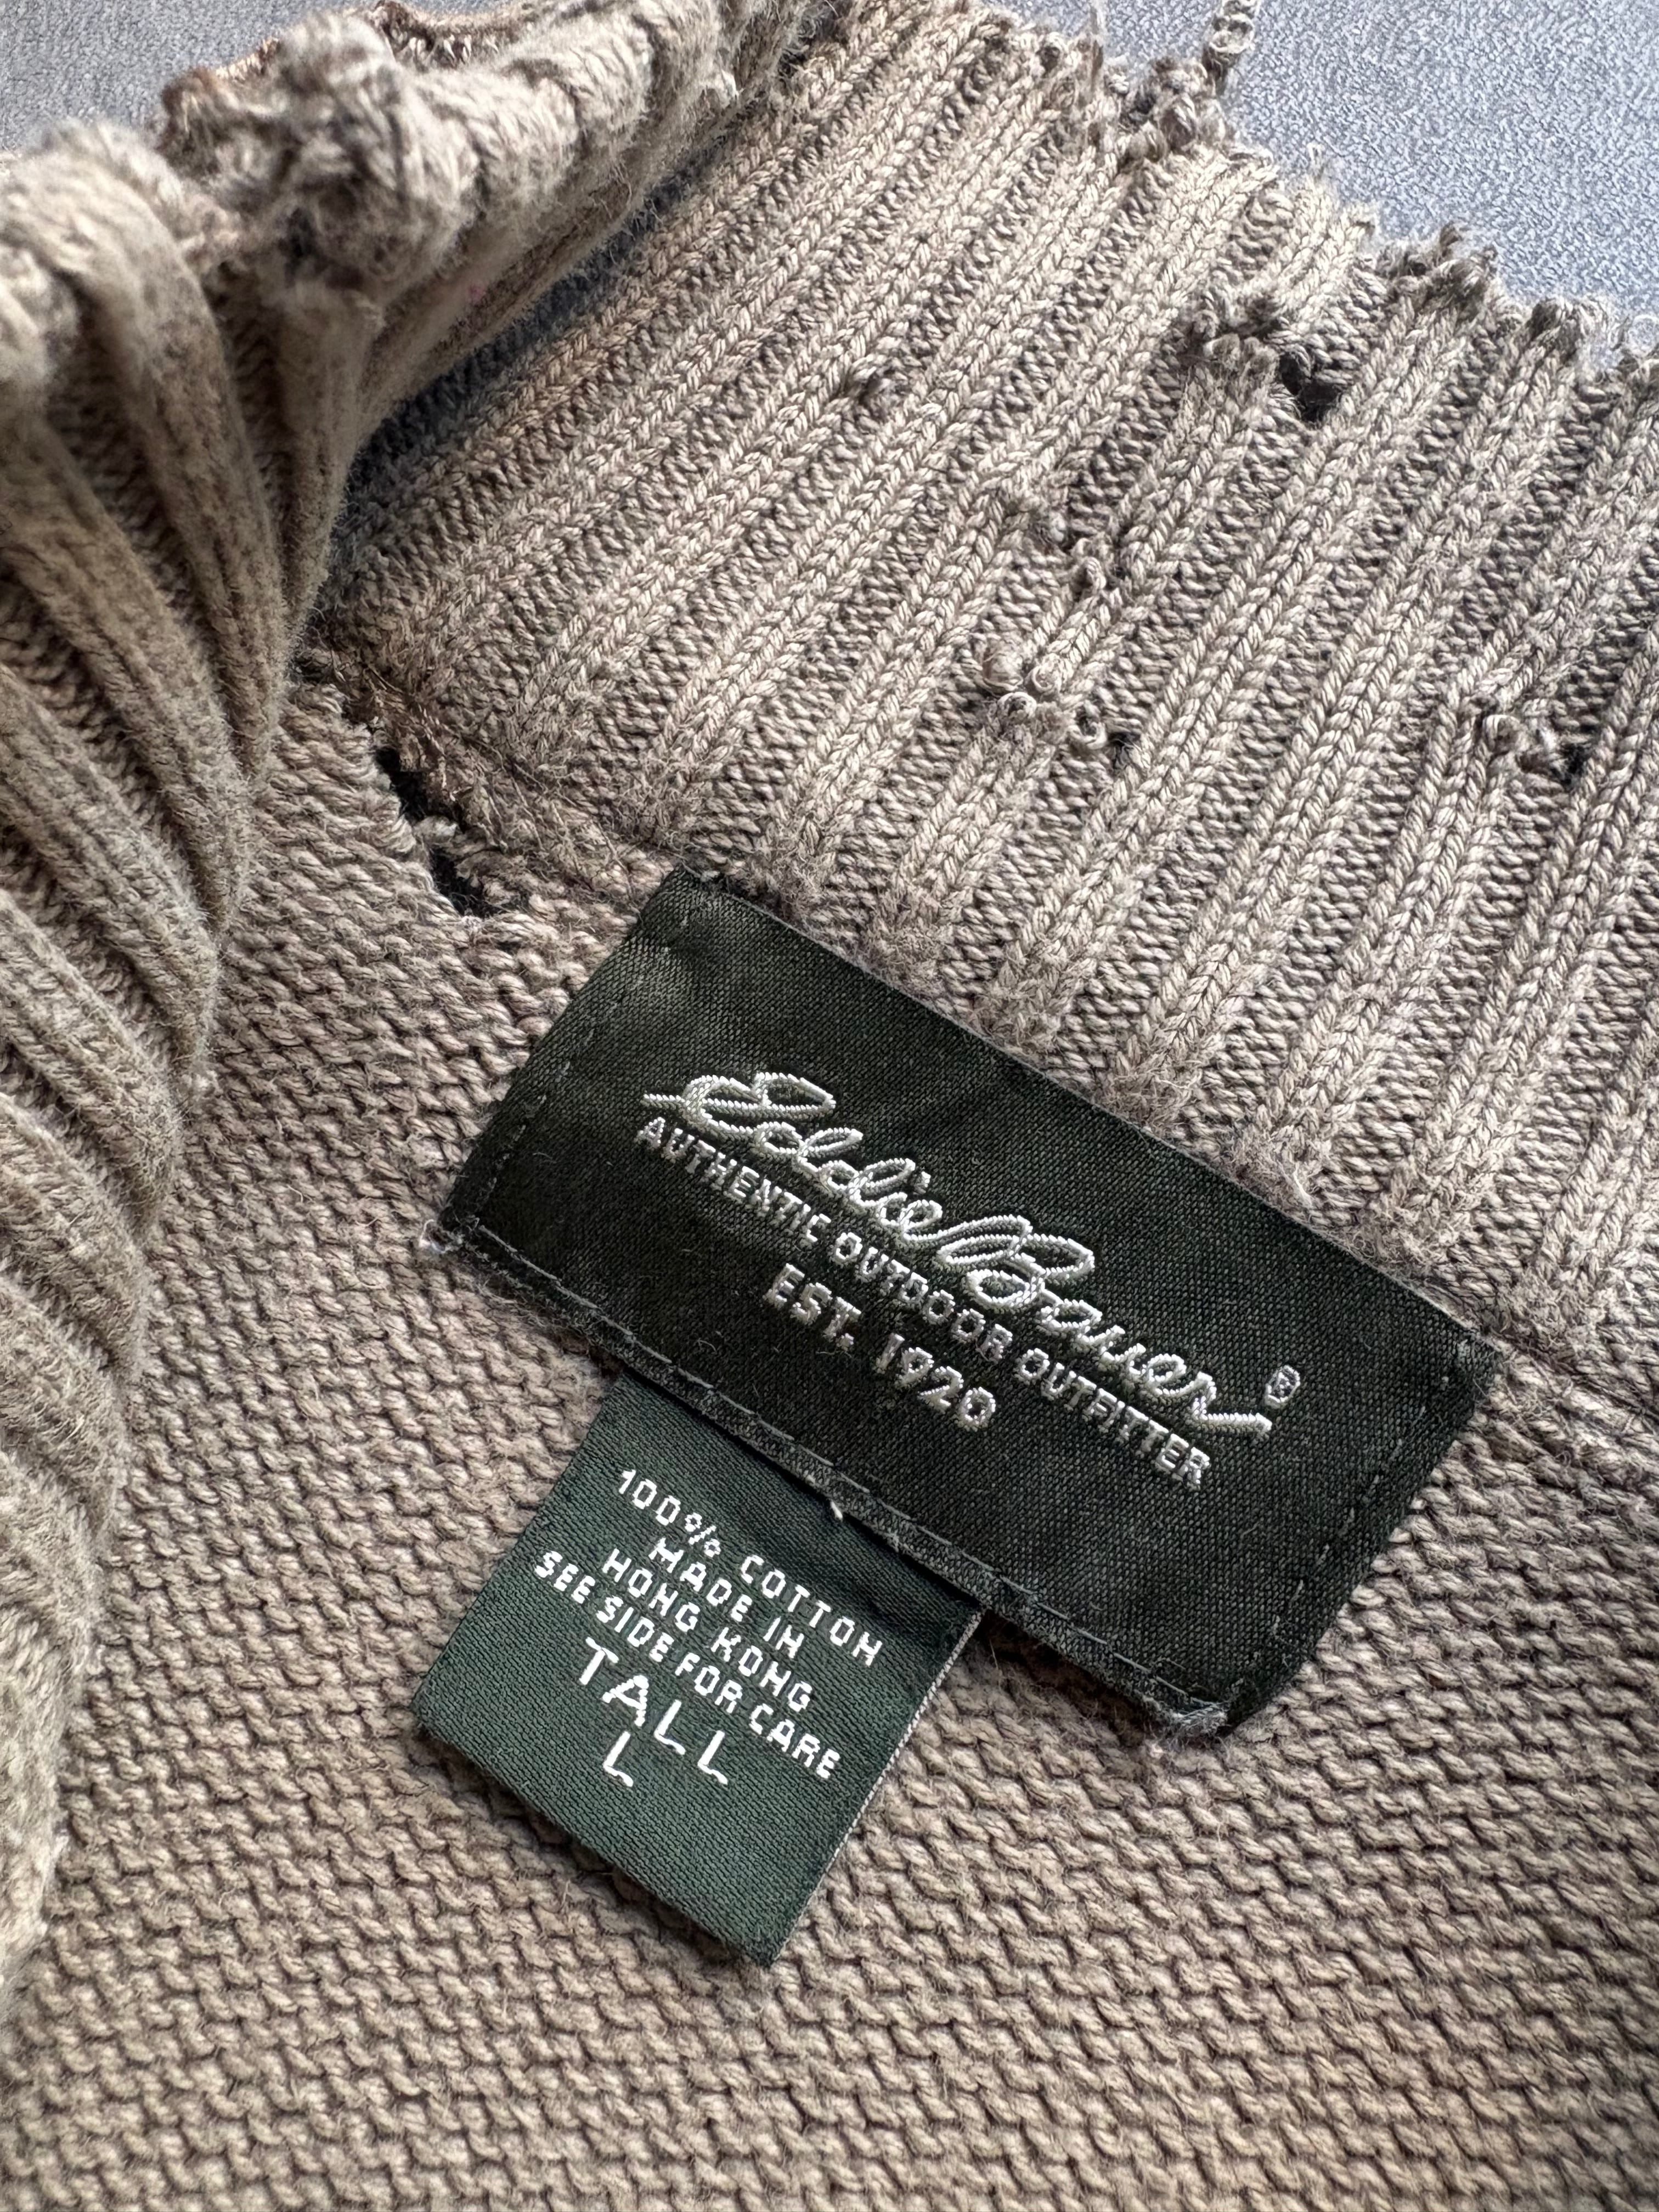 Eddie Bauer®
AUTHENTIC OUTDOOR OUTFITTER
EST. 1920
100% COTTON
MADE IN
HONG KONG
SEE SIDE FOR CARE
TALL
L